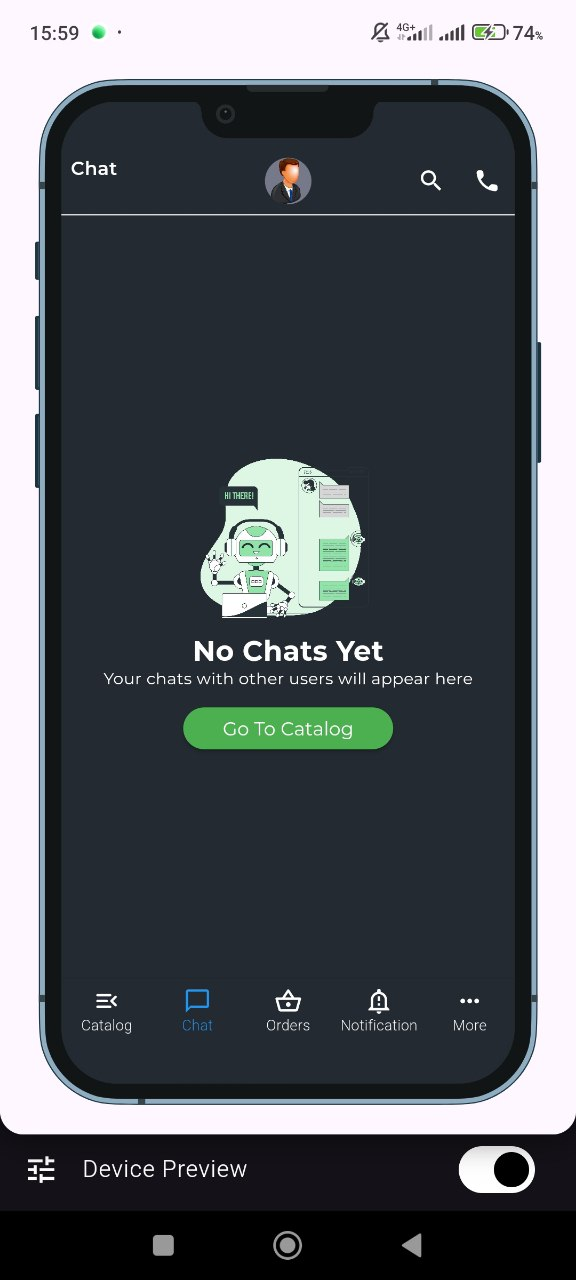 15:59
4G+
74%
Chat
HI THERE!
No Chats Yet
Your chats with other users will appear here
Go To Catalog
Catalog
Chat
Orders
Notification
More
Device Preview